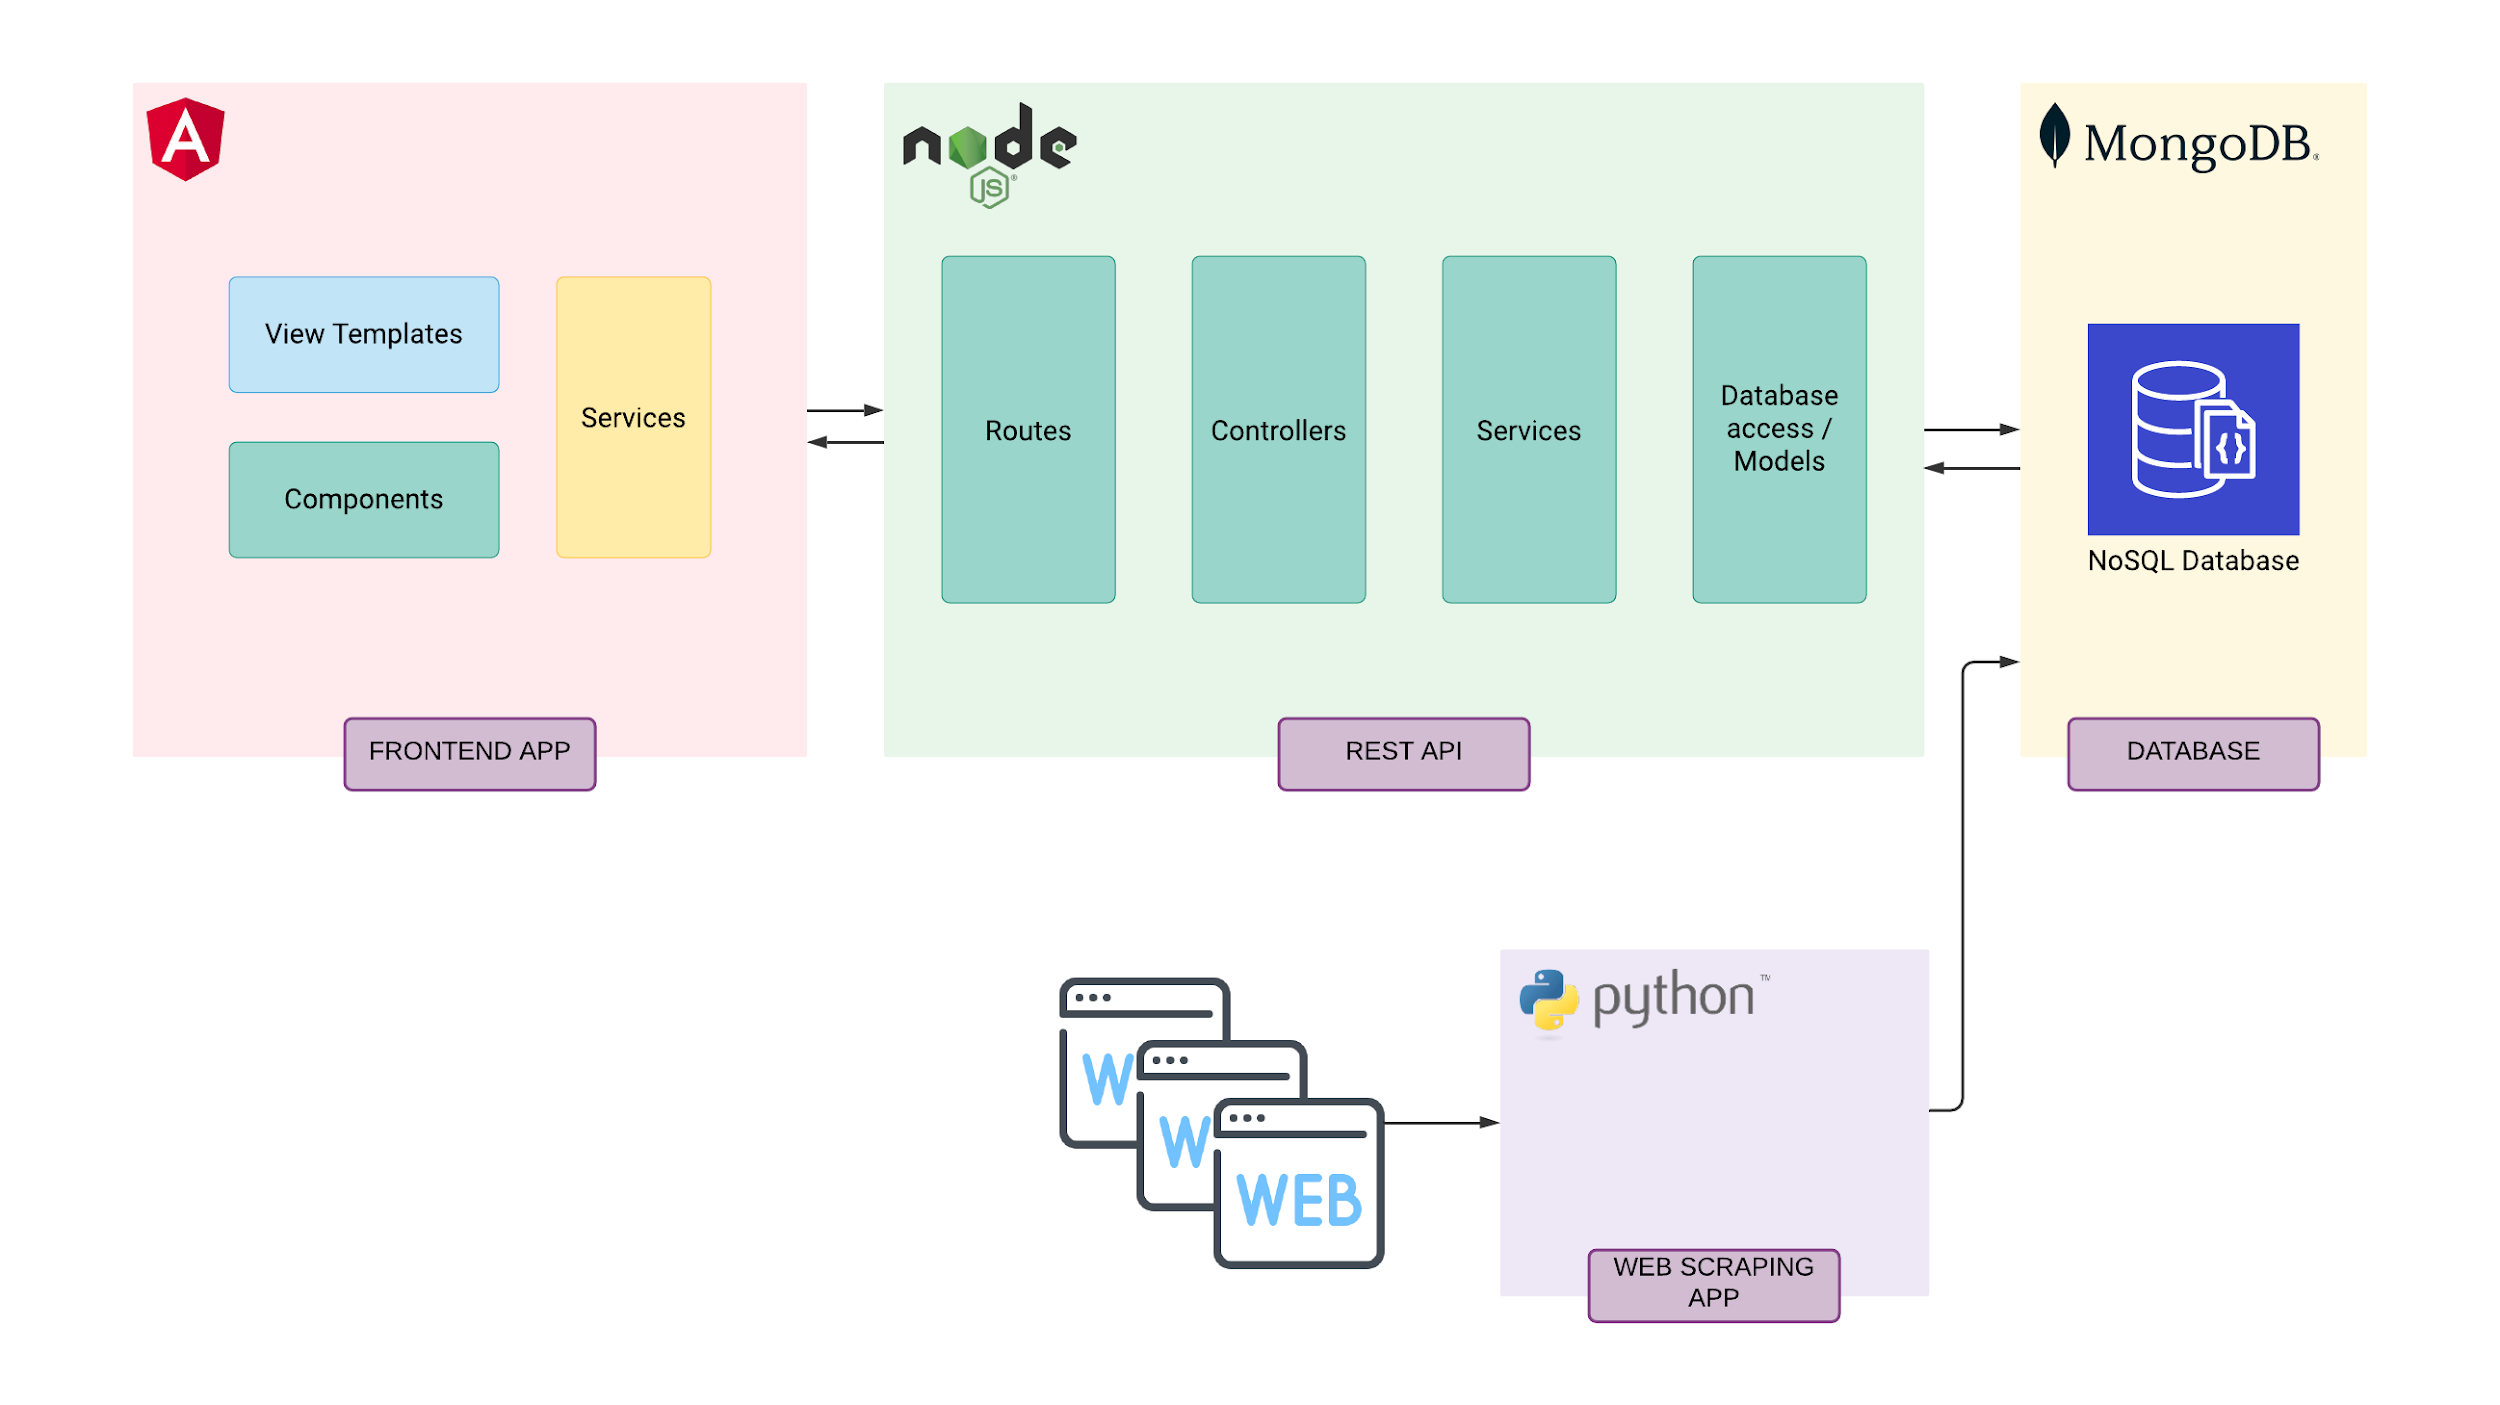 A
node
JS®
MongoDB®
View Templates
Components
Services
Routes
Controllers
Services
Database
access /
Models
{}
NoSQL Database
FRONTEND APP
REST API
DATABASE
W
W
WEB
python™
WEB SCRAPING
APP